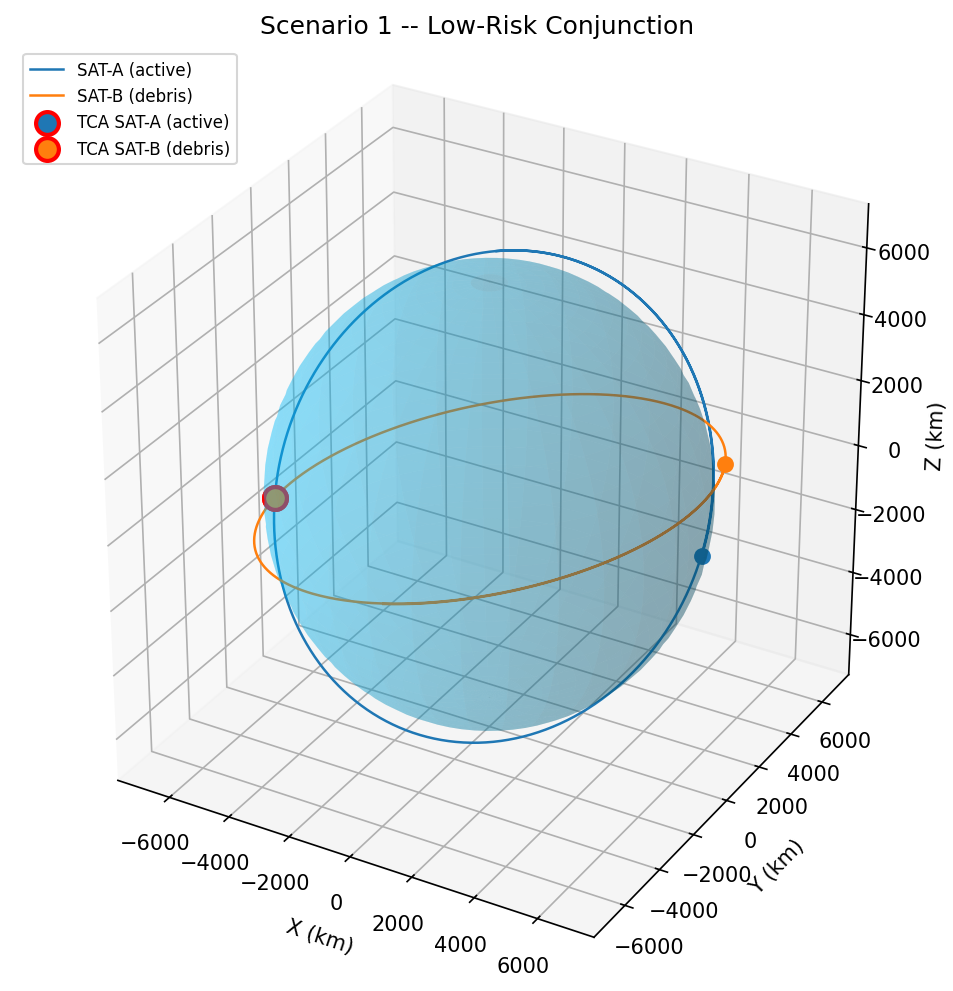 Scenario 1 -- Low-Risk Conjunction
SAT-A (active)
SAT-B (debris)
TCA SAT-A (active)
TCA SAT-B (debris)
6000
4000
2000
0
−2000
−4000
−6000
Z (km)
6000
4000
2000
0
−2000
−4000
−6000
Y (km)
−6000
−4000
−2000
0
2000
4000
6000
X (km)